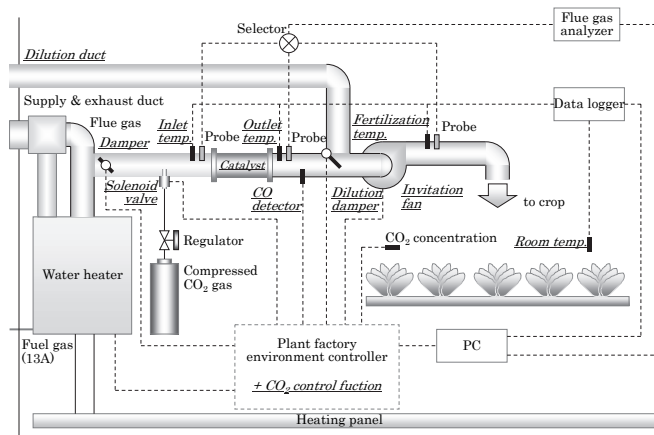 Flue gas
analyzer
Selector
Dilution duct
Supply & exhaust duct
Flue gas
Damper
Inlet
temp.
Probe
Outlet
temp.
Probe
Fertilization
temp.
Probe
Data logger
Catalyst
Solenoid
valve
CO
detector
Dilution
damper
Invitation
fan
to crop
Regulator
CO2 concentration
Room temp.
Water heater
Compressed
CO2 gas
Fuel gas
(13A)
Plant factory
environment controller
+ CO2 control fuction
PC
Heating panel